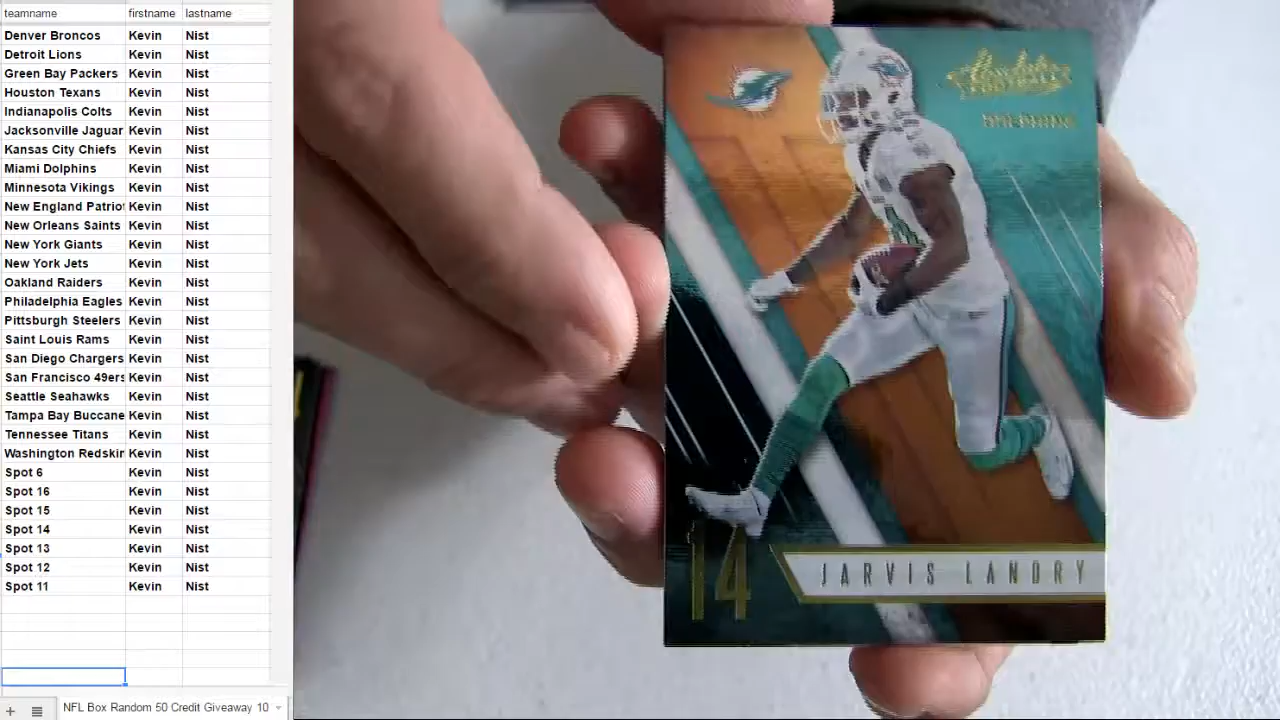 teamname firstname lastname
Denver Broncos Kevin Nist
Detroit Lions Kevin Nist
Green Bay Packers Kevin Nist
Houston Texans Kevin Nist
Indianapolis Colts Kevin Nist
Jacksonville Jaguar Kevin Nist
Kansas City Chiefs Kevin Nist
Miami Dolphins Kevin Nist
Minnesota Vikings Kevin Nist
New England Patriot Kevin Nist
New Orleans Saints Kevin Nist
New York Giants Kevin Nist
New York Jets Kevin Nist
Oakland Raiders Kevin Nist
Philadelphia Eagles Kevin Nist
Pittsburgh Steelers Kevin Nist
Saint Louis Rams Kevin Nist
San Diego Chargers Kevin Nist
San Francisco 49ers Kevin Nist
Seattle Seahawks Kevin Nist
Tampa Bay Buccane Kevin Nist
Tennessee Titans Kevin Nist
Washington Redskin Kevin Nist
Spot 6 Kevin Nist
Spot 16 Kevin Nist
Spot 15 Kevin Nist
Spot 14 Kevin Nist
Spot 13 Kevin Nist
Spot 12 Kevin Nist
Spot 11 Kevin Nist
NFL Box Random 50 Credit Giveaway 10
Absolute
FOOTBALL
DOLPHINS
14
JARVIS LANDRY